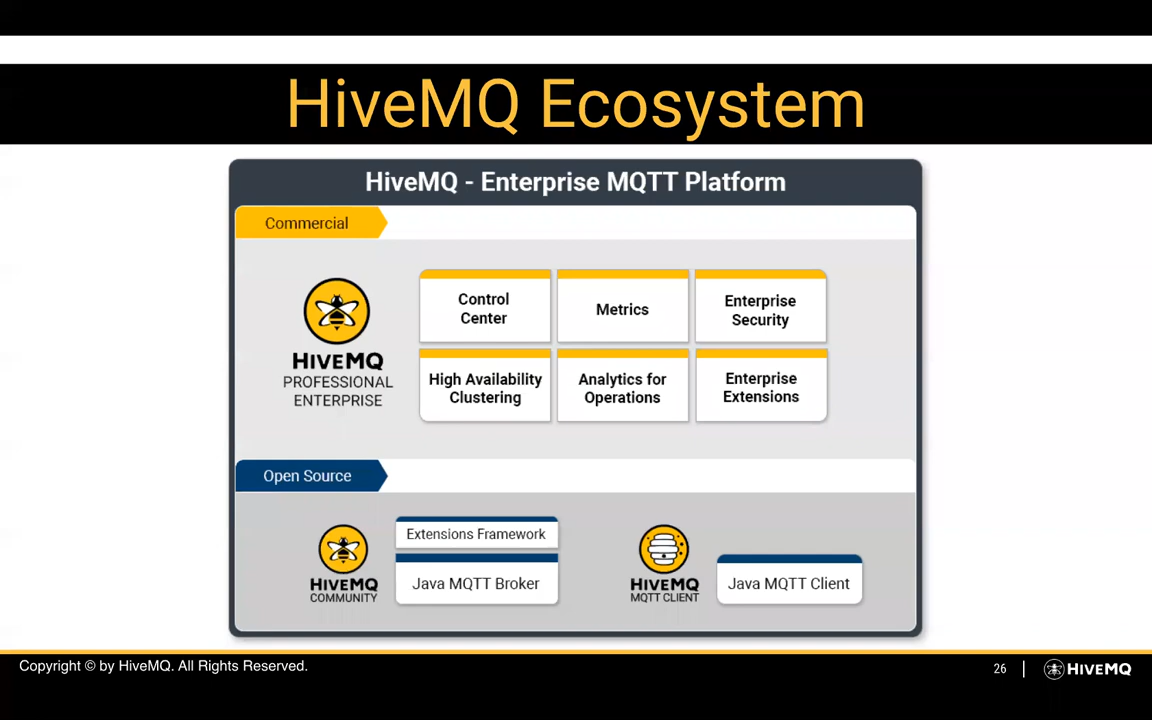 HiveMQ Ecosystem
HiveMQ - Enterprise MQTT Platform
Commercial
HIVEMQ
PROFESSIONAL
ENTERPRISE
Control
Center
Metrics
Enterprise
Security
High Availability
Clustering
Analytics for
Operations
Enterprise
Extensions
Open Source
HIVEMQ
COMMUNITY
Extensions Framework
Java MQTT Broker
HIVEMQ
MQTT CLIENT
Java MQTT Client
Copyright © by HiveMQ. All Rights Reserved.
26
HIVEMQ